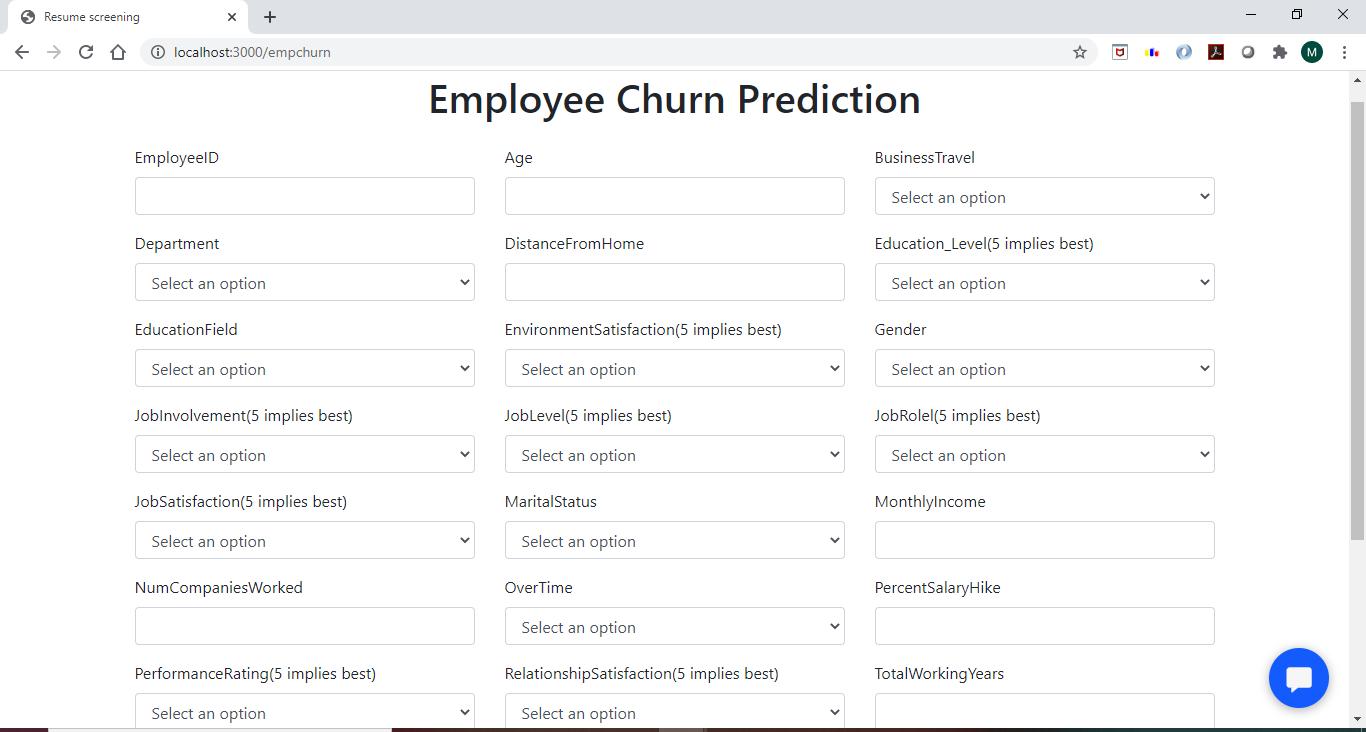 Resume screening
localhost:3000/empchurn
M
Employee Churn Prediction
EmployeeID Age BusinessTravel
Select an option
Department DistanceFromHome Education_Level(5 implies best)
Select an option Select an option
EducationField EnvironmentSatisfaction(5 implies best) Gender
Select an option Select an option Select an option
JobInvolvement(5 implies best) JobLevel(5 implies best) JobRolel(5 implies best)
Select an option Select an option Select an option
JobSatisfaction(5 implies best) MaritalStatus MonthlyIncome
Select an option Select an option
NumCompaniesWorked OverTime PercentSalaryHike
Select an option
PerformanceRating(5 implies best) RelationshipSatisfaction(5 implies best) TotalWorkingYears
Select an option Select an option